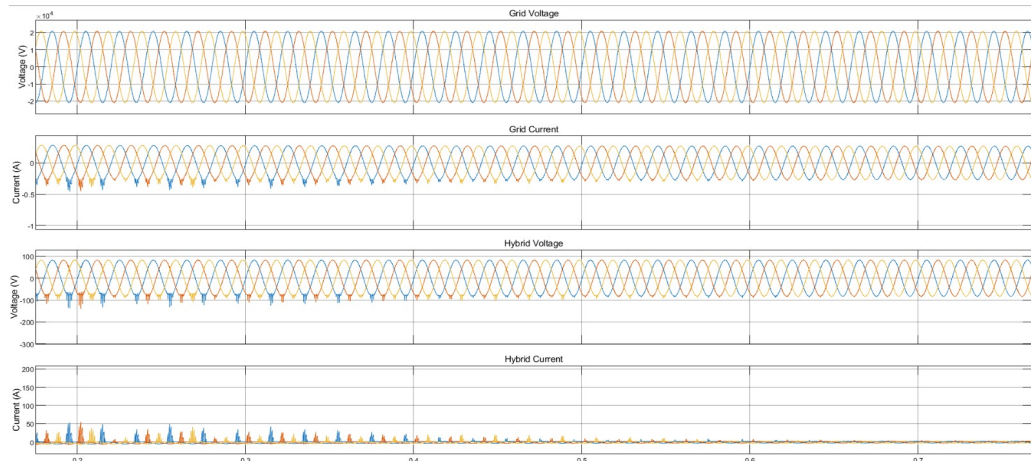 Grid Voltage
×10⁴
2
1
0
-1
-2
Voltage (V)
Grid Current
0
-0.5
-1
Current (A)
Hybrid Voltage
100
0
-100
-200
-300
Voltage (V)
Hybrid Current
200
150
100
50
0
Current (A)
0.2 0.3 0.4 0.5 0.6 0.7